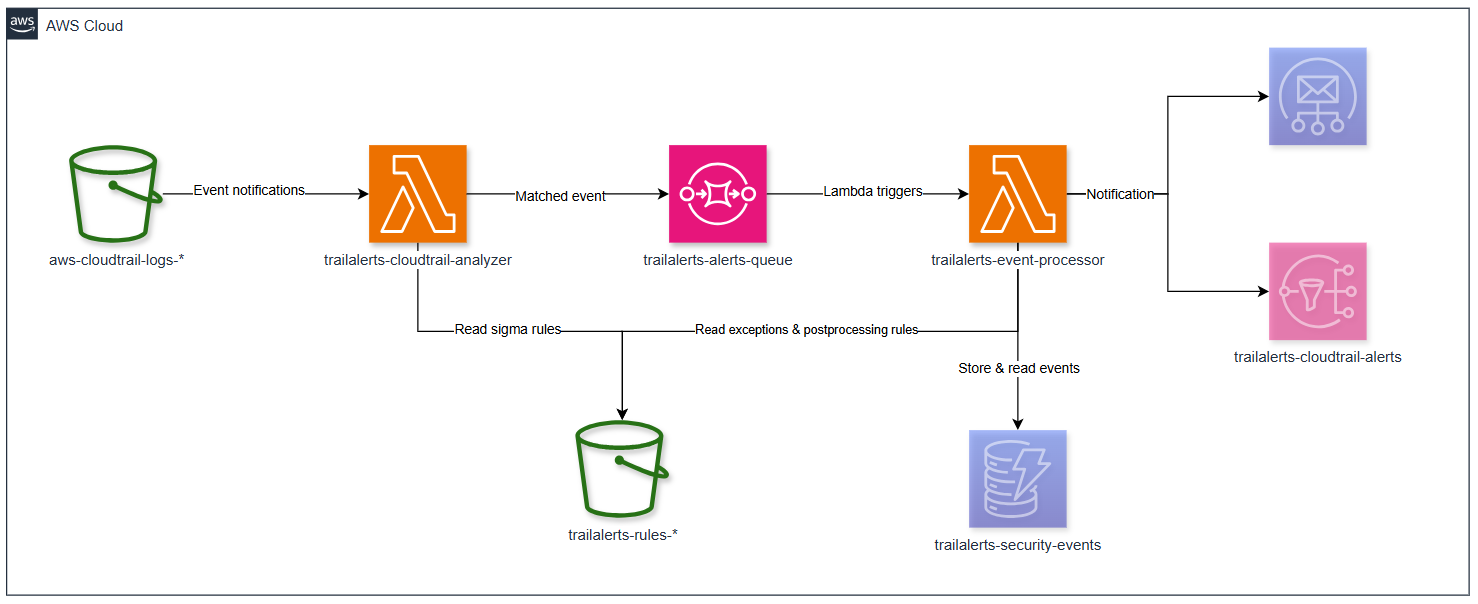 aws
AWS Cloud
Event notifications
Matched event
Lambda triggers
Notification
aws-cloudtrail-logs-*
trailalerts-cloudtrail-analyzer
trailalerts-alerts-queue
trailalerts-event-processor
Read sigma rules
Read exceptions & postprocessing rules
trailalerts-cloudtrail-alerts
Store & read events
trailalerts-rules-*
trailalerts-security-events